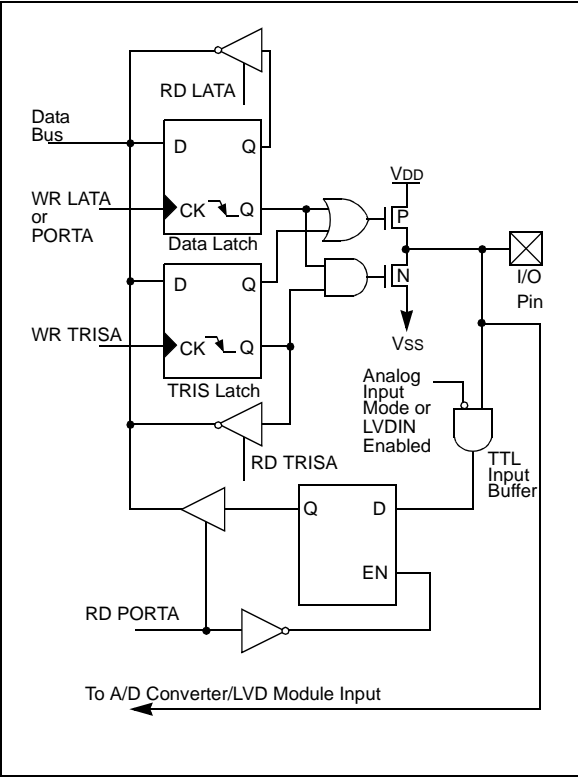 RD LATA
Data
Bus
D
Q
VDD
WR LATA
or
PORTA
CK
Q
P
Data Latch
D
Q
N
I/O
Pin
WR TRISA
CK
Q
VSS
TRIS Latch
Analog
Input
Mode or
LVDIN
Enabled
RD TRISA
TTL
Input
Buffer
Q
D
EN
RD PORTA
To A/D Converter/LVD Module Input